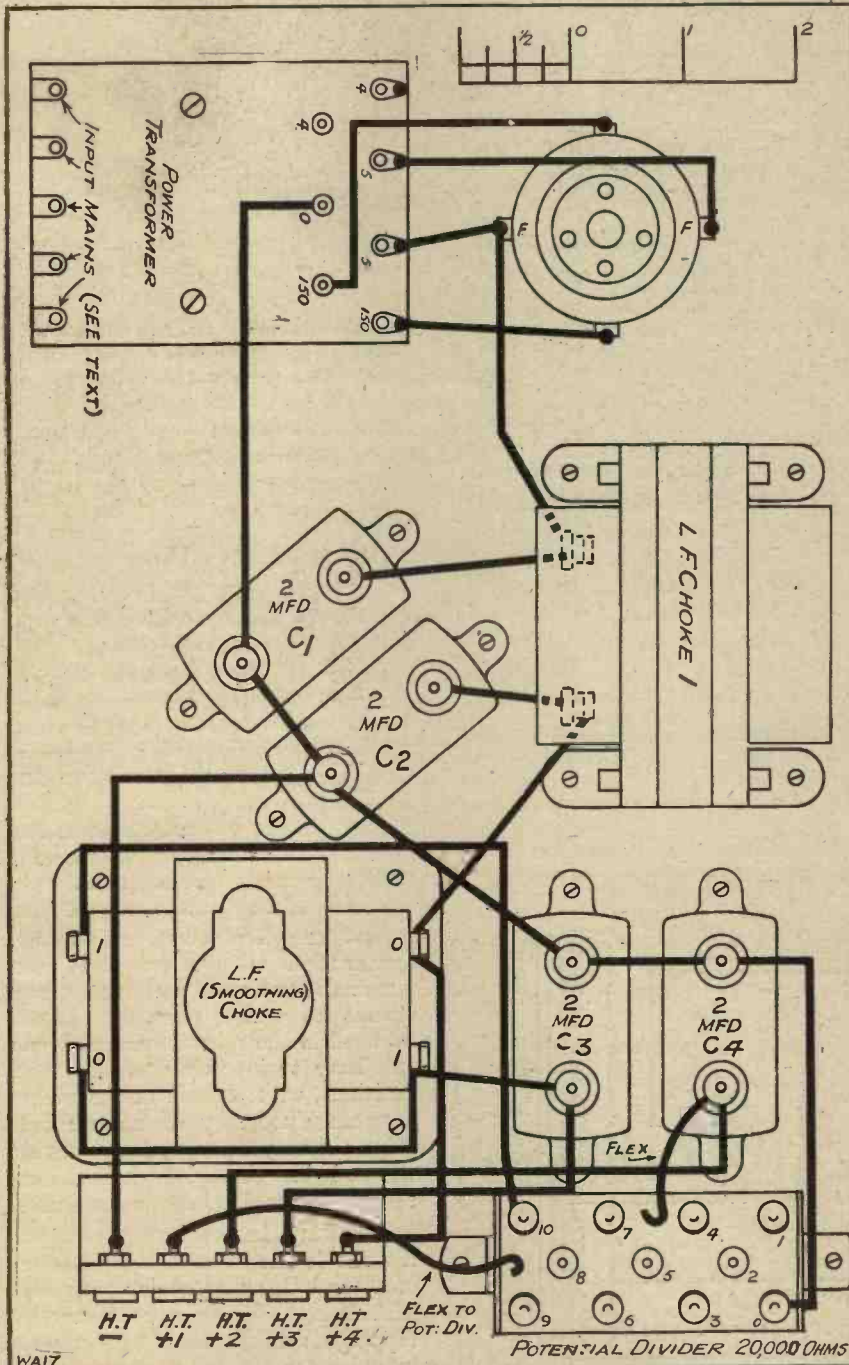 ½ 0 1 2
POWER
TRANSFORMER
INPUT MAINS (SEE TEXT)
4
4
5
0
5
150
150
F
F
L F CHOKE 1
2
MFD
C1
2
MFD
C2
1
0
L.F.
(SMOOTHING)
CHOKE
0
1
2
MFD
C3
2
MFD
C4
FLEX
10 7 4 1
8 5 2
9 6 3 0
H.T. H.T. H.T. H.T. H.T
- +1 +2 +3 +4.
FLEX TO
POT: DIV.
POTENTIAL DIVIDER 20,000 OHMS
WA17